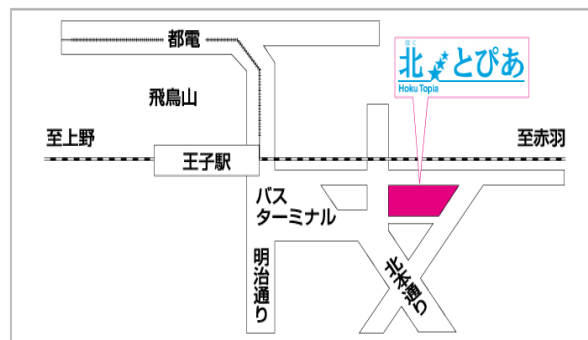 都電
ほく
北とぴあ
Hoku Topia
飛鳥山
至上野
至赤羽
王子駅
バス
ターミナル
明治通り
北本通り